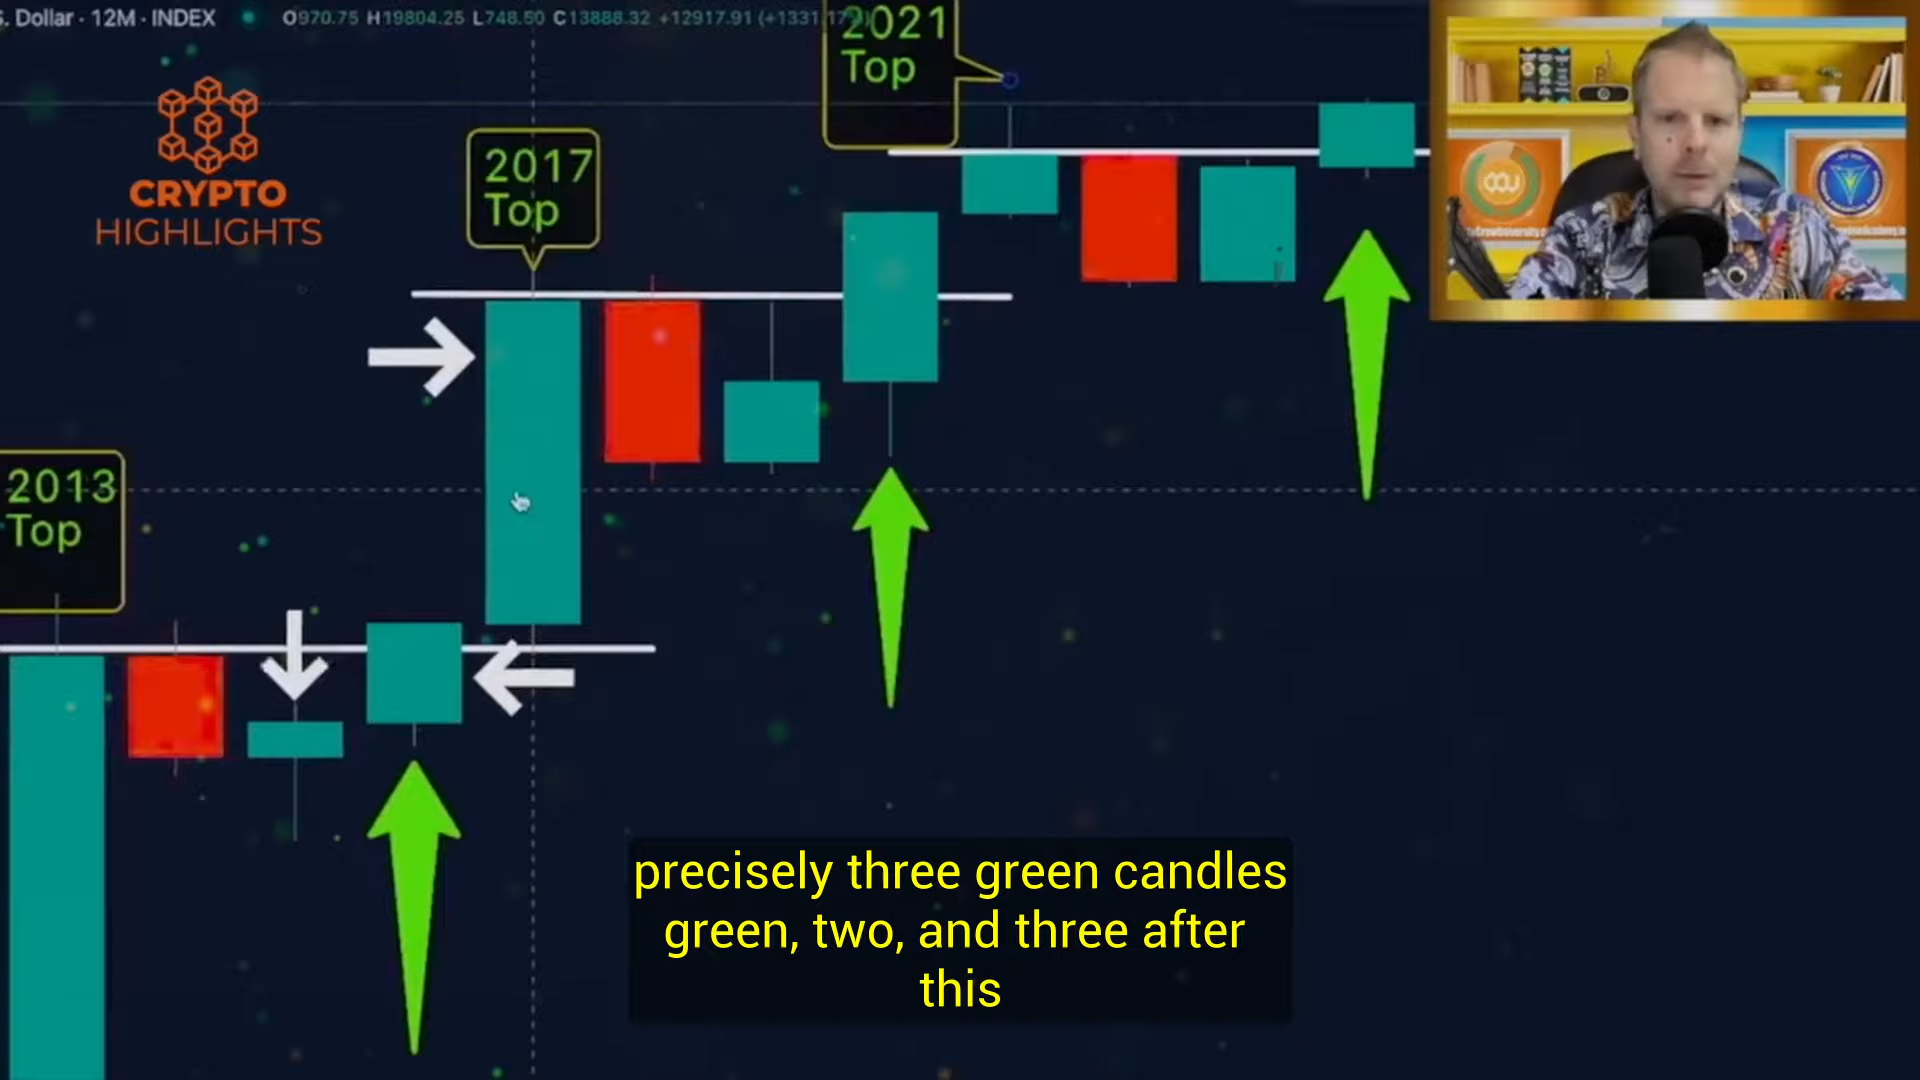 . Dollar · 12M · INDEX O970.75 H19804.25 L748.50 C13888.32 +12917.91
2021
Top
CRYPTO
HIGHLIGHTS
2017
Top
2013
Top
precisely three green candles
green, two, and three after
this